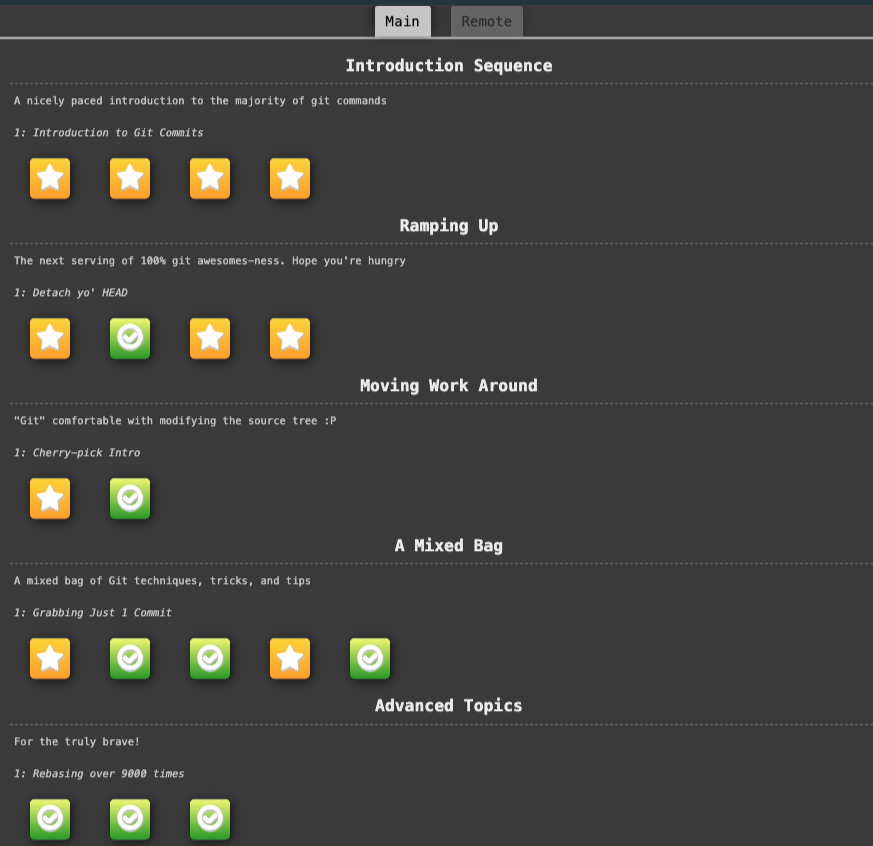 Main Remote
Introduction Sequence
A nicely paced introduction to the majority of git commands
1: Introduction to Git Commits
Ramping Up
The next serving of 100% git awesomes-ness. Hope you're hungry
1: Detach yo' HEAD
Moving Work Around
"Git" comfortable with modifying the source tree :P
1: Cherry-pick Intro
A Mixed Bag
A mixed bag of Git techniques, tricks, and tips
1: Grabbing Just 1 Commit
Advanced Topics
For the truly brave!
1: Rebasing over 9000 times